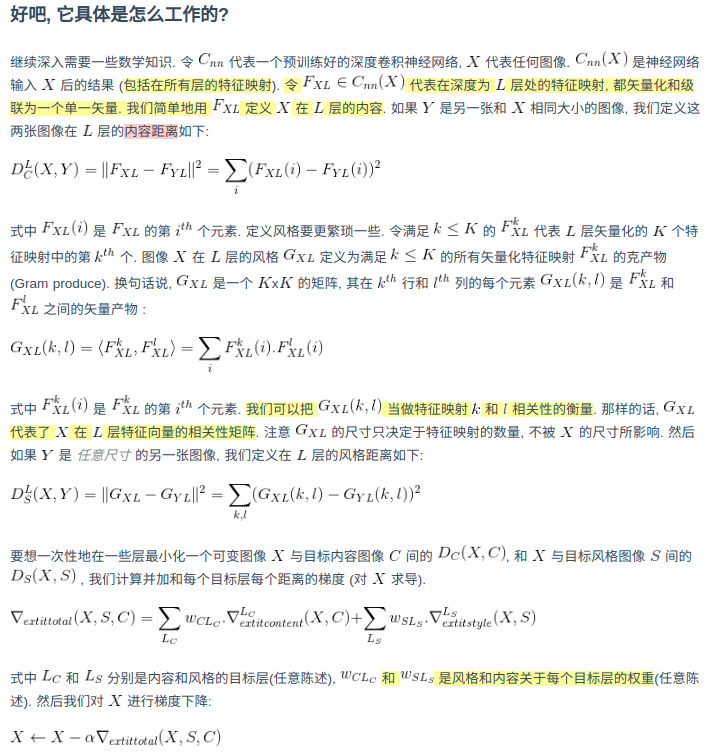 好吧, 它具体是怎么工作的?
继续深入需要一些数学知识. 令 C_{nn} 代表一个预训练好的深度卷积神经网络, X 代表任何图像. C_{nn}(X) 是神经网络
输入 X 后的结果 (包括在所有层的特征映射). 令 F_{XL} ∈ C_{nn}(X) 代表在深度为 L 层处的特征映射, 都矢量化和级
联为一个单一矢量. 我们简单地用 F_{XL} 定义 X 在 L 层的内容. 如果 Y 是另一张和 X 相同大小的图像, 我们定义这
两张图像在 L 层的内容距离如下:
D_C^L(X, Y) = ||F_{XL} − F_{YL}||^2 = ∑_i (F_{XL}(i) − F_{YL}(i))^2
式中 F_{XL}(i) 是 F_{XL} 的第 i^{th} 个元素. 定义风格要更繁琐一些. 令满足 k ≤ K 的 F_{XL}^k 代表 L 层矢量化的 K 个特
征映射中的第 k^{th} 个. 图像 X 在 L 层的风格 G_{XL} 定义为满足 k ≤ K 的所有矢量化特征映射 F_{XL}^k 的克产物
(Gram produce). 换句话说, G_{XL} 是一个 KxK 的矩阵, 其在 k^{th} 行和 l^{th} 列的每个元素 G_{XL}(k, l) 是 F_{XL}^k 和
F_{XL}^l 之间的矢量产物 :
G_{XL}(k, l) = ⟨F_{XL}^k, F_{XL}^l⟩ = ∑_i F_{XL}^k(i).F_{XL}^l(i)
式中 F_{XL}^k(i) 是 F_{XL}^k 的第 i^{th} 个元素. 我们可以把 G_{XL}(k, l) 当做特征映射 k 和 l 相关性的衡量. 那样的话, G_{XL}
代表了 X 在 L 层特征向量的相关性矩阵. 注意 G_{XL} 的尺寸只决定于特征映射的数量, 不被 X 的尺寸所影响. 然后
如果 Y 是 任意尺寸 的另一张图像, 我们定义在 L 层的风格距离如下:
D_S^L(X, Y) = ||G_{XL} − G_{YL}||^2 = ∑_{k,l} (G_{XL}(k, l) − G_{YL}(k, l))^2
要想一次性地在一些层最小化一个可变图像 X 与目标内容图像 C 间的 D_C(X, C), 和 X 与目标风格图像 S 间的
D_S(X, S) , 我们计算并加和每个目标层每个距离的梯度 (对 X 求导).
∇_{extittotal}(X, S, C) = ∑_{L_C} w_{CL_C}.∇_{extitcontent}^{L_C}(X, C)+∑_{L_S} w_{SL_S}.∇_{extitstyle}^{L_S}(X, S)
式中 L_C 和 L_S 分别是内容和风格的目标层(任意陈述), w_{CL_C} 和 w_{SL_S} 是风格和内容关于每个目标层的权重(任意陈
述). 然后我们对 X 进行梯度下降:
X ← X − α∇_{extittotal}(X, S, C)